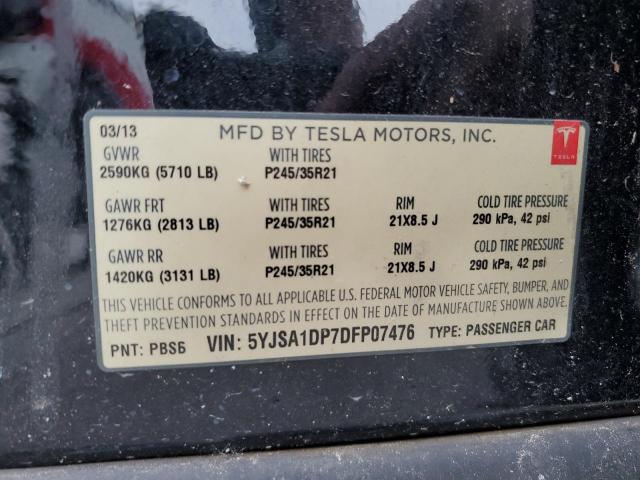 03/13 MFD BY TESLA MOTORS, INC.
TESLA
GVWR WITH TIRES
2590KG (5710 LB) P245/35R21
GAWR FRT WITH TIRES RIM COLD TIRE PRESSURE
1276KG (2813 LB) P245/35R21 21X8.5 J 290 kPa, 42 psi
GAWR RR WITH TIRES RIM COLD TIRE PRESSURE
1420KG (3131 LB) P245/35R21 21X8.5 J 290 kPa, 42 psi
THIS VEHICLE CONFORMS TO ALL APPLICABLE U.S. FEDERAL MOTOR VEHICLE SAFETY, BUMPER, AND
THEFT PREVENTION STANDARDS IN EFFECT ON THE DATE OF MANUFACTURE SHOWN ABOVE.
PNT: PBSB VIN: 5YJSA1DP7DFP07476 TYPE: PASSENGER CAR